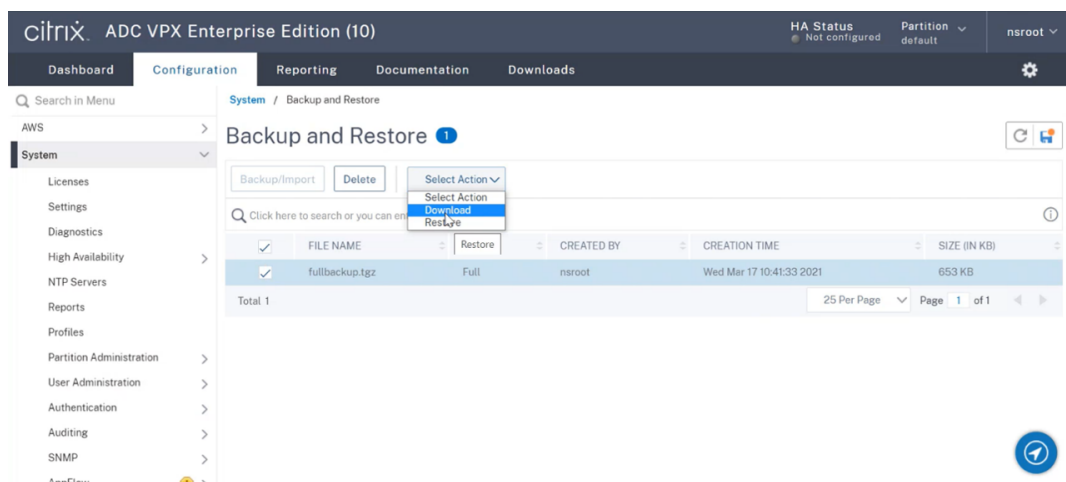 citrix. ADC VPX Enterprise Edition (10)
HA Status
Not configured
Partition
default
nsroot
Dashboard Configuration Reporting Documentation Downloads
Search in Menu
System / Backup and Restore
AWS
Backup and Restore 1
System
Licenses
Backup/Import Delete Select Action
Select Action
Download
Restore
Settings
Click here to search or you can
Diagnostics
FILE NAME Restore CREATED BY CREATION TIME SIZE (IN KB)
High Availability
fullbackup.tgz Full nsroot Wed Mar 17 10:41:33 2021 653 KB
NTP Servers
Total 1 25 Per Page Page 1 of 1
Reports
Profiles
Partition Administration
User Administration
Authentication
Auditing
SNMP
AppFlow